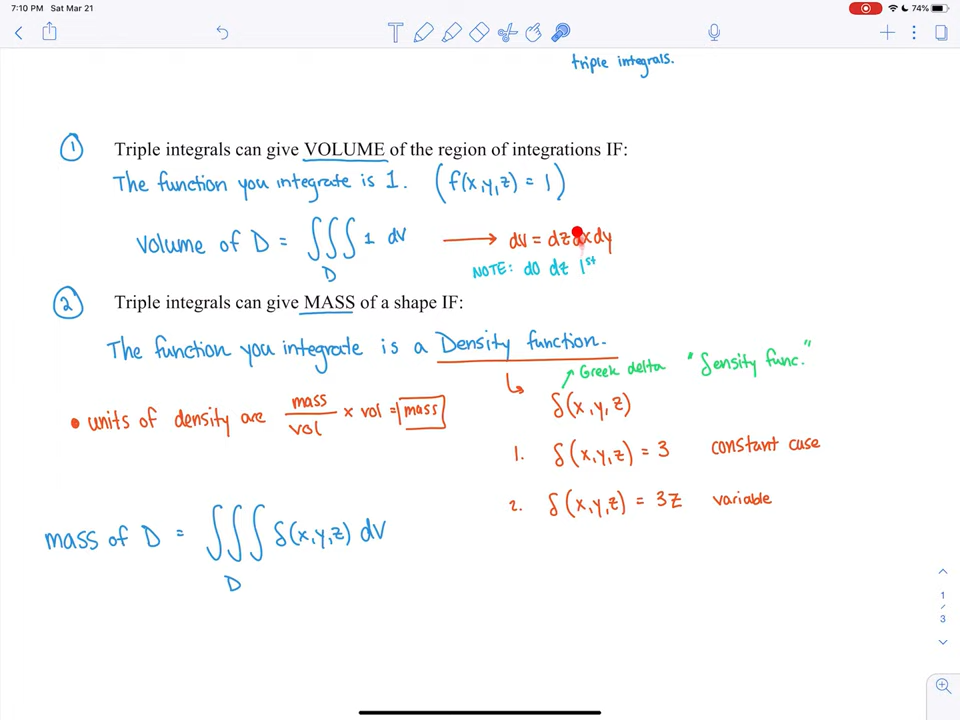 7:10 PM Sat Mar 21
74%
triple integrals.
1 Triple integrals can give VOLUME of the region of integrations IF:
The function you integrate is 1. (f(x,y,z) = 1)
Volume of D = ∭ 1 dV → dV = dz dx dy
D
NOTE: do dz 1st
2 Triple integrals can give MASS of a shape IF:
The function you integrate is a Density function.
Greek delta "δensity func."
δ(x,y,z)
• units of density are mass/vol x vol = mass
1. δ(x,y,z) = 3 constant case
2. δ(x,y,z) = 3z variable
mass of D = ∭ δ(x,y,z) dV
D
1
/
3